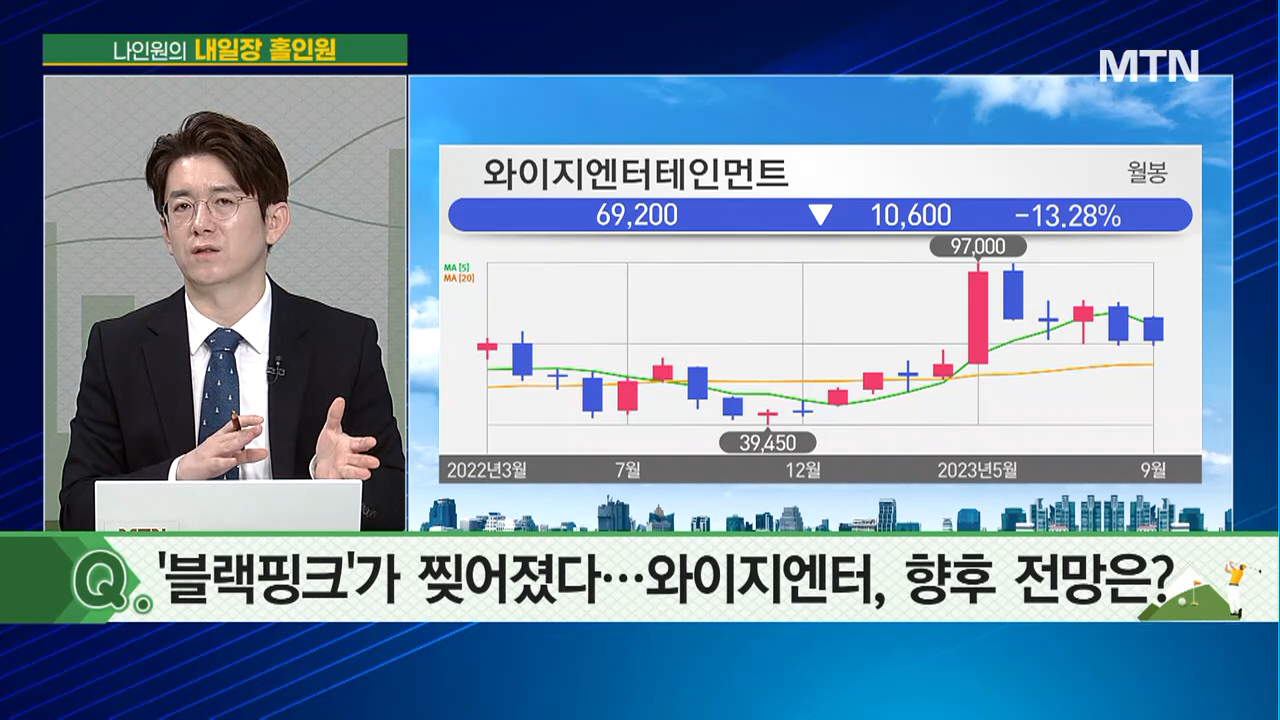 나인원의 내일장 홀인원
MTN
와이지엔터테인먼트
월봉
69,200 ▼ 10,600 -13.28%
97,000
MA [5]
MA [20]
39,450
2022년3월 7월 12월 2023년5월 9월
Q. '블랙핑크'가 찢어졌다…와이지엔터, 향후 전망은?